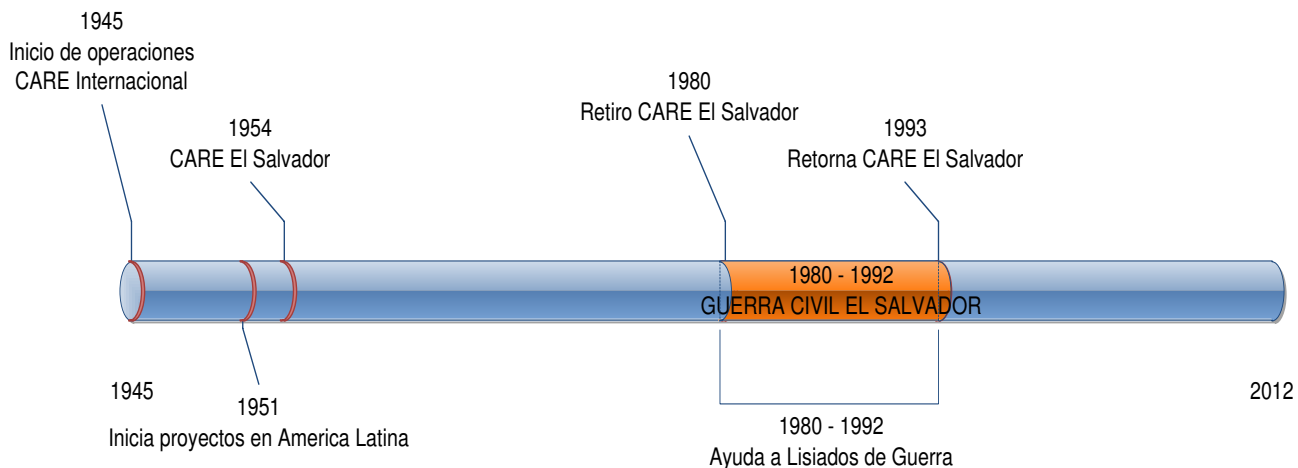 1945
Inicio de operaciones
CARE Internacional
1954
CARE El Salvador
1980
Retiro CARE El Salvador
1993
Retorna CARE El Salvador
1980 - 1992
GUERRA CIVIL EL SALVADOR
1945
2012
1951
Inicia proyectos en America Latina
1980 - 1992
Ayuda a Lisiados de Guerra